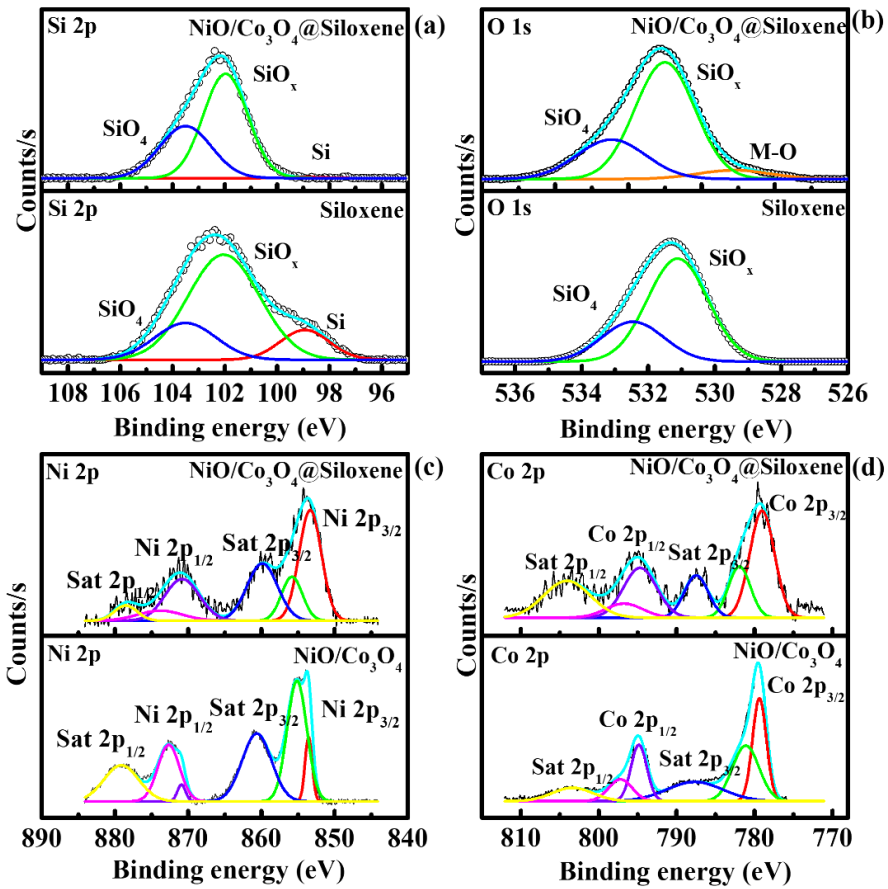 Si 2p NiO/Co₃O₄@Siloxene (a)
SiOₓ
SiO₄
Si
Si 2p Siloxene
SiOₓ
SiO₄
Si
Counts/s
108 106 104 102 100 98 96
Binding energy (eV)
O 1s NiO/Co₃O₄@Siloxene (b)
SiOₓ
SiO₄
M-O
O 1s Siloxene
SiOₓ
SiO₄
Counts/s
536 534 532 530 528 526
Binding energy (eV)
Ni 2p NiO/Co₃O₄@Siloxene (c)
Ni 2p₃/₂
Sat 2p₃/₂
Ni 2p₁/₂
Sat 2p₁/₂
Ni 2p NiO/Co₃O₄
Ni 2p₃/₂
Sat 2p₃/₂
Ni 2p₁/₂
Sat 2p₁/₂
Counts/s
890 880 870 860 850 840
Binding energy (eV)
Co 2p NiO/Co₃O₄@Siloxene (d)
Co 2p₃/₂
Co 2p₁/₂
Sat 2p₃/₂
Sat 2p₁/₂
Co 2p NiO/Co₃O₄
Co 2p₃/₂
Co 2p₁/₂
Sat 2p₃/₂
Sat 2p₁/₂
Counts/s
810 800 790 780 770
Binding energy (eV)